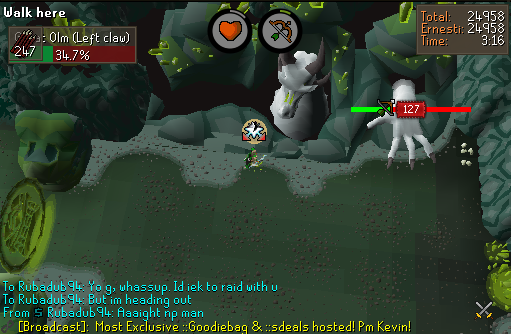 Walk here
: Olm (Left claw)
247
34.7%
Total: 24958
Ernesti: 24958
Time: 3:16
127
To Rubadub94: Yo g, whassup. Id iek to raid with u
To Rubadub94: But im heading out
From S Rubadub94: Aaaight np man
[Broadcast]: Most Exclusive ::Goodiebag & ::sdeals hosted! Pm Kevin!